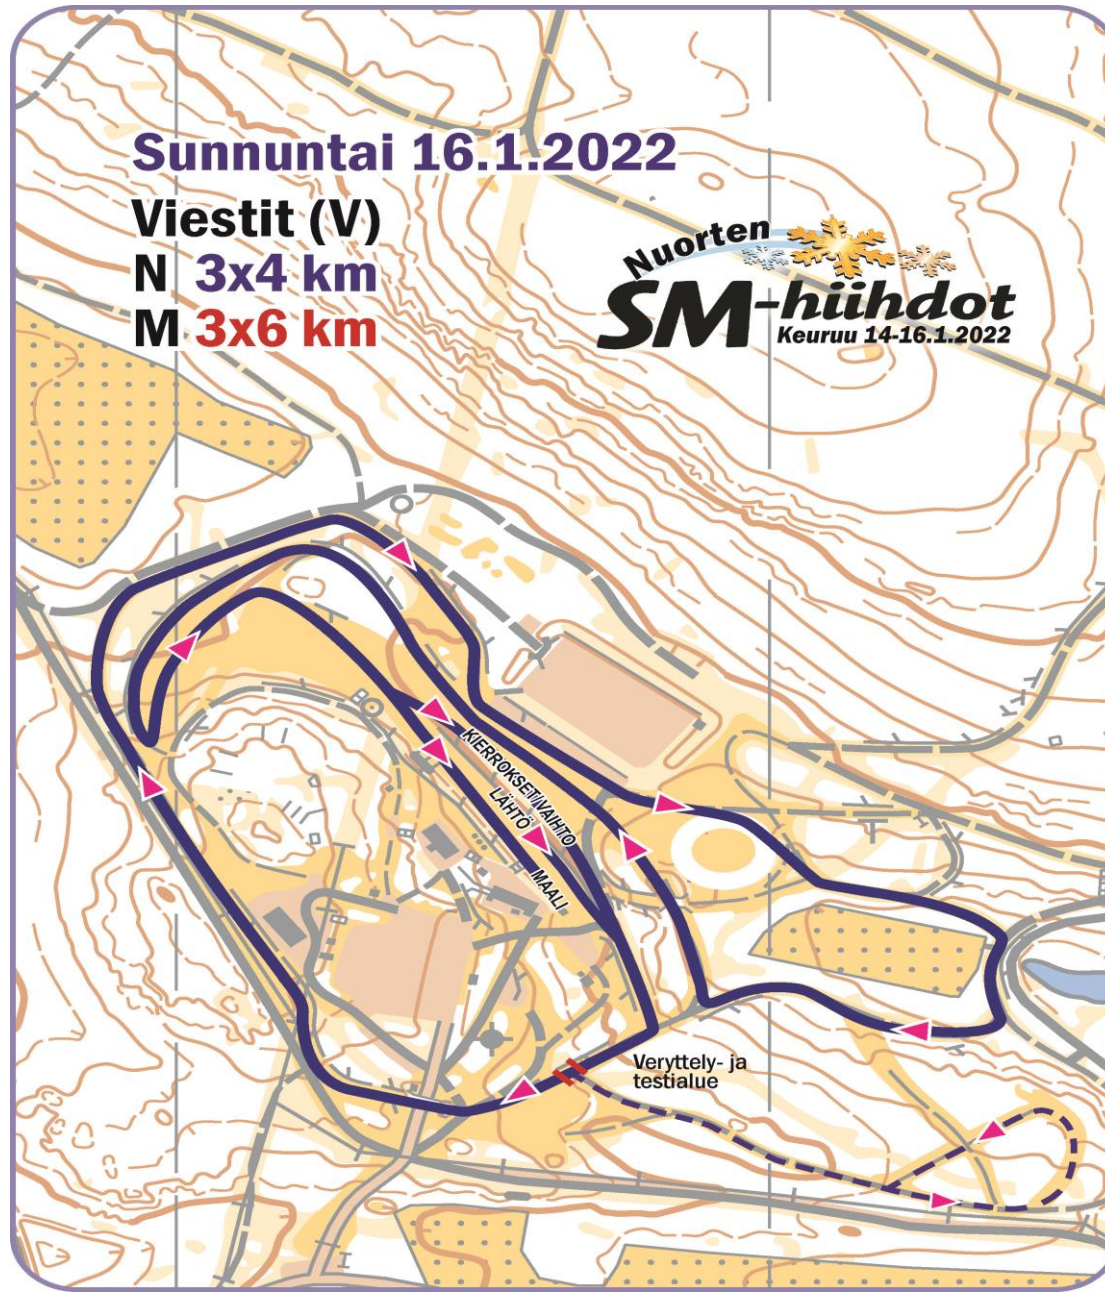 Sunnuntai 16.1.2022
Viestit (V)
N 3x4 km
M 3x6 km
Nuorten
SM-hiihdot
Keuruu 14-16.1.2022
KIERROKSET/VAIHTO
LÄHTÖ
MAALI
Veryttely- ja
testialue